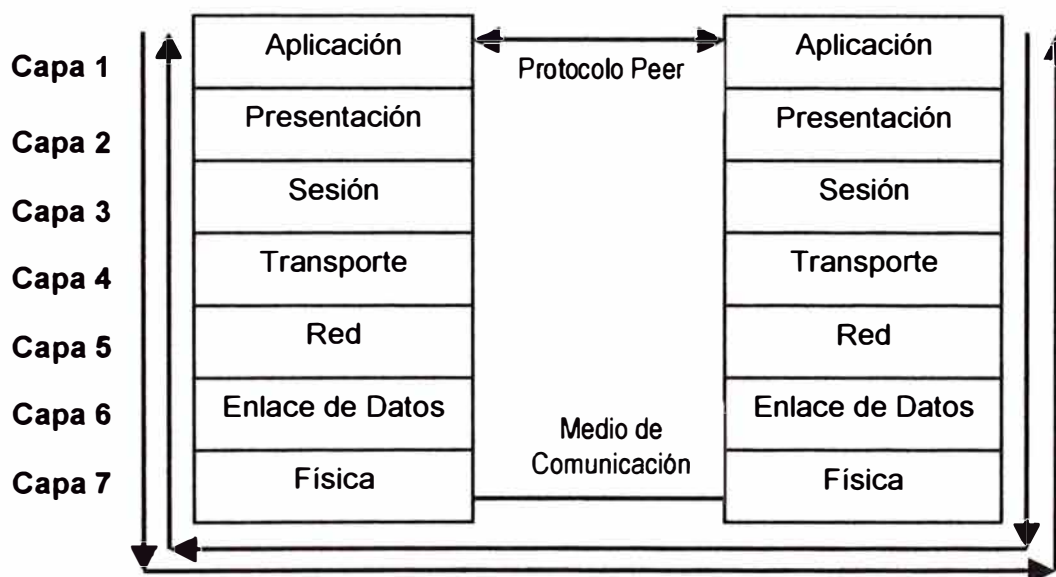 Capa 1
Aplicación
Protocolo Peer
Aplicación
Capa 2
Presentación
Presentación
Capa 3
Sesión
Sesión
Capa 4
Transporte
Transporte
Capa 5
Red
Red
Capa 6
Enlace de Datos
Enlace de Datos
Medio de
Comunicación
Capa 7
Física
Física